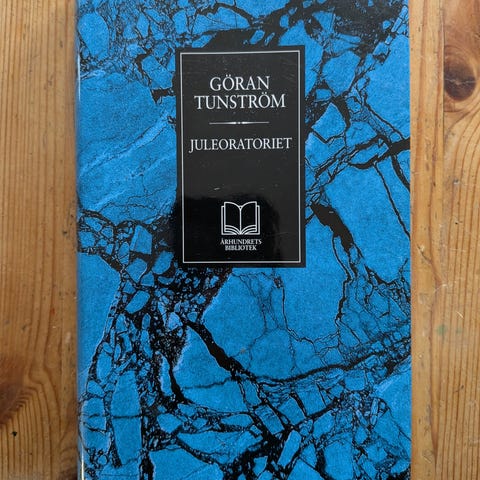 GÖRAN
TUNSTRÖM
JULEORATORIET
ÅRHUNDRETS
BIBLIOTEK